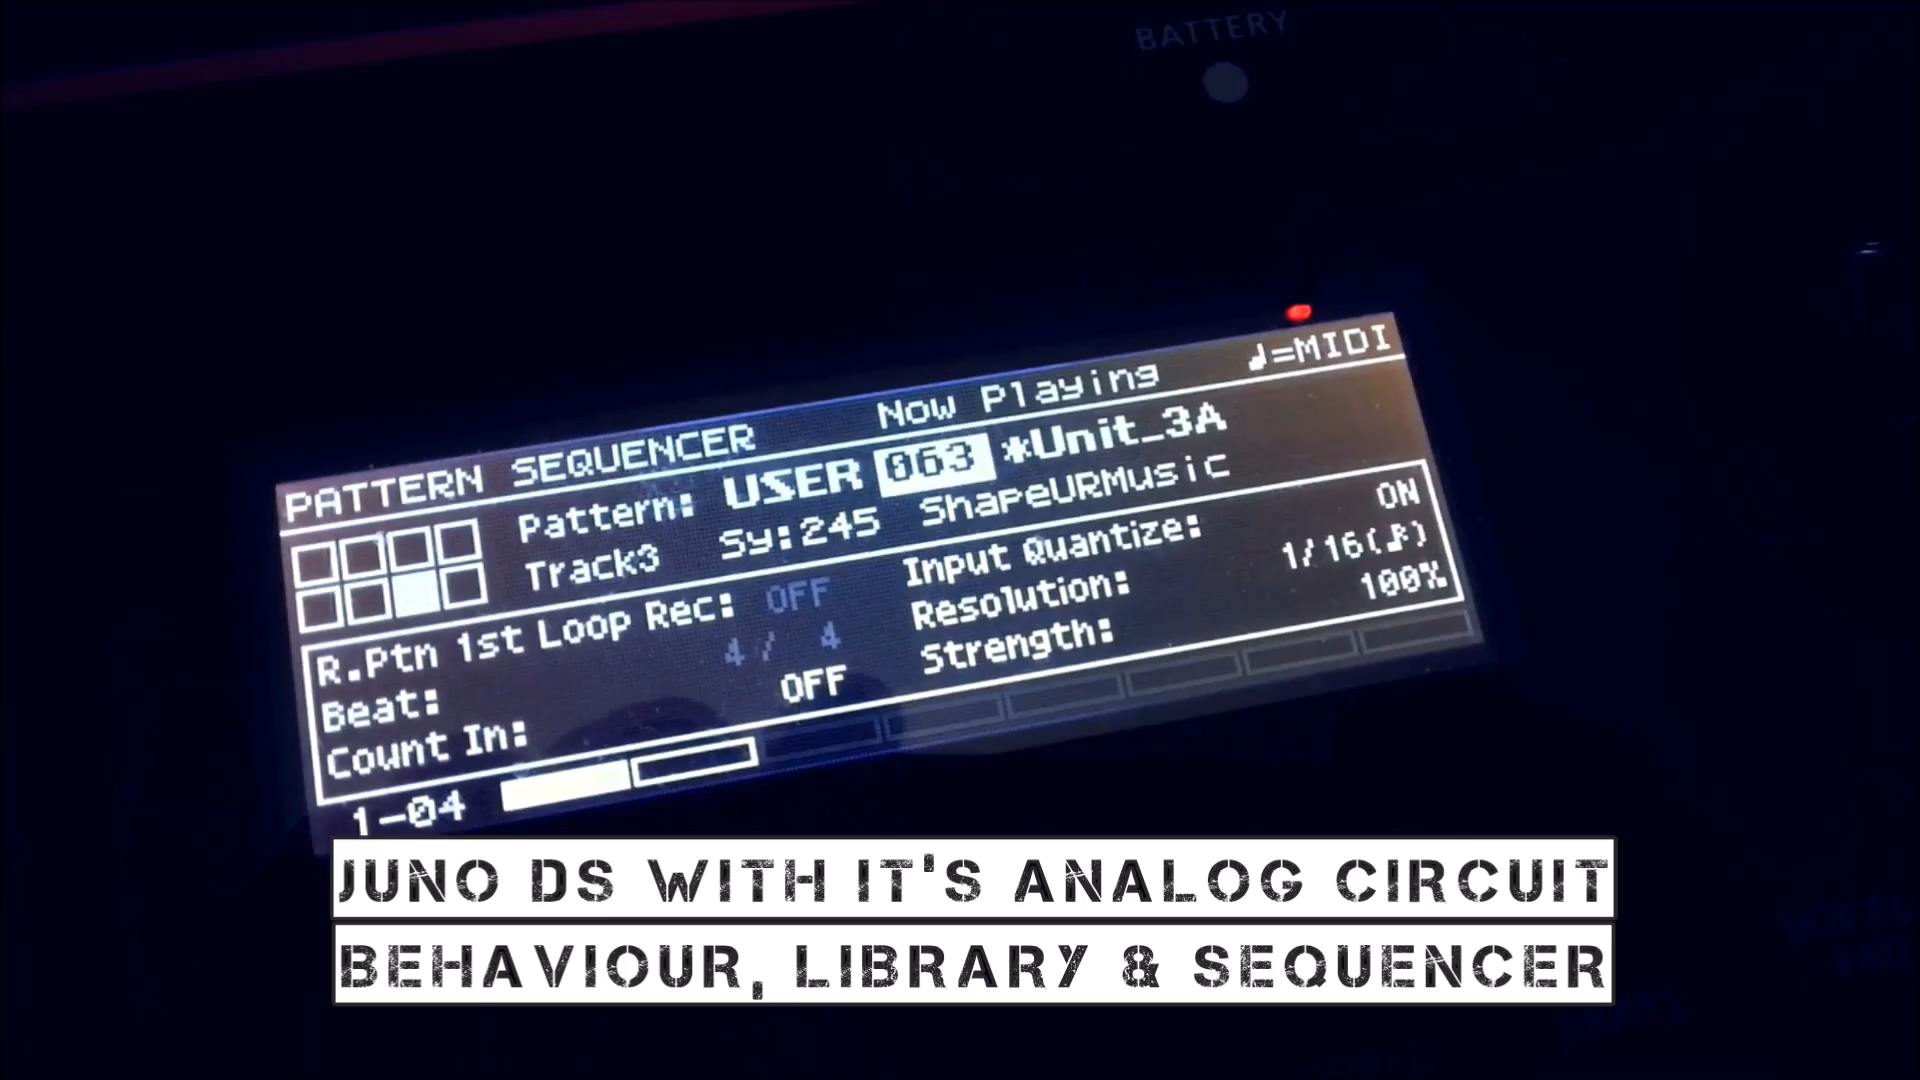 BATTERY
PATTERN SEQUENCER Now Playing ♩=MIDI
Pattern: USER 063 *Unit_3A
Track3 Sy:245 ShapeURMusic
R.Ptn 1st Loop Rec: OFF Input Quantize: ON
Beat: 4/ 4 Resolution: 1/16(♪)
Count In: OFF Strength: 100%
1-04
JUNO DS WITH IT'S ANALOG CIRCUIT
BEHAVIOUR, LIBRARY & SEQUENCER